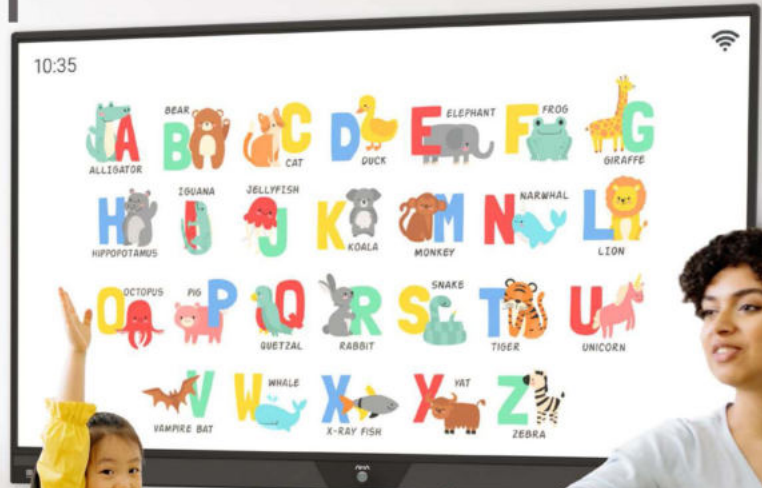 10:35
A ALLIGATOR
B BEAR
C CAT
D DUCK
E ELEPHANT
F FROG
G GIRAFFE
H HIPPOPOTAMUS
I IGUANA
J JELLYFISH
K KOALA
M MONKEY
N NARWHAL
L LION
O OCTOPUS
P PIG
Q QUETZAL
R RABBIT
S SNAKE
T TIGER
U UNICORN
V VAMPIRE BAT
W WHALE
X X-RAY FISH
X YAT
Z ZEBRA